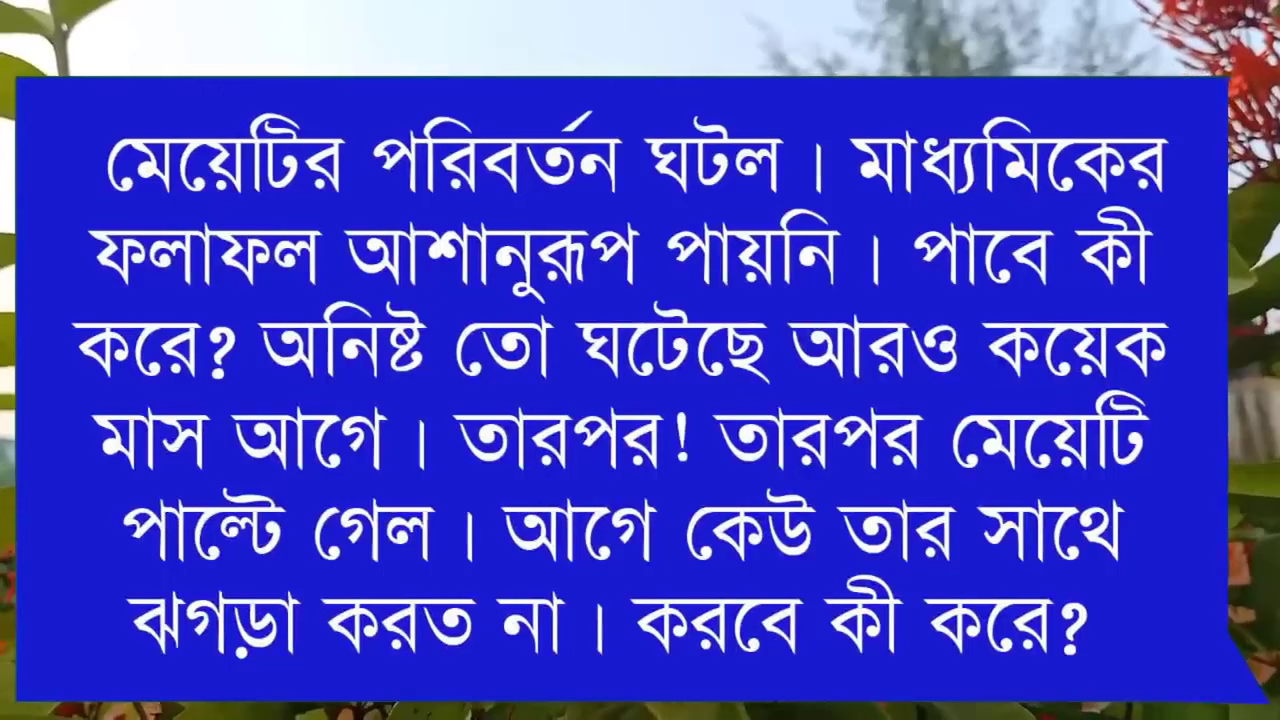 মেয়েটির পরিবর্তন ঘটল। মাধ্যমিকের
ফলাফল আশানুরূপ পায়নি। পাবে কী
করে? অনিষ্ট তো ঘটেছে আরও কয়েক
মাস আগে। তারপর! তারপর মেয়েটি
পাল্টে গেল। আগে কেউ তার সাথে
ঝগড়া করত না। করবে কী করে?